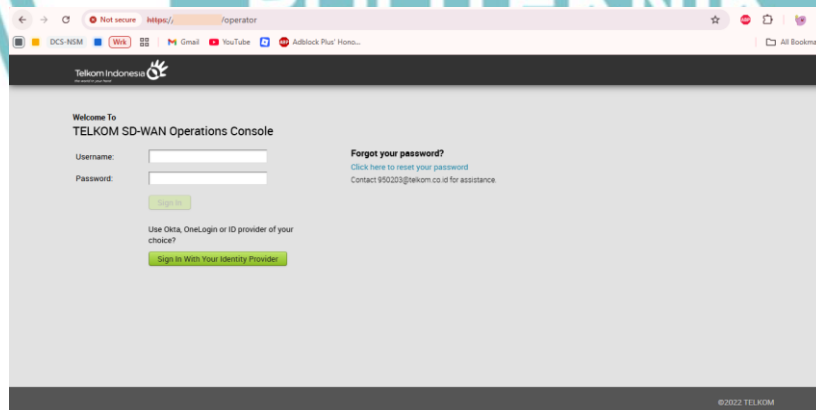 POLITEKNIK
Not secure https:// /operator
DCS-NSM Wrk Gmail YouTube Adblock Plus' Hono... All Bookma
Telkom Indonesia
Welcome To
TELKOM SD-WAN Operations Console
Username:
Password:
Sign In
Use Okta, OneLogin or ID provider of your
choice?
Sign In With Your Identity Provider
Forgot your password?
Click here to reset your password
Contact 950203@telkom.co.id for assistance.
©2022 TELKOM